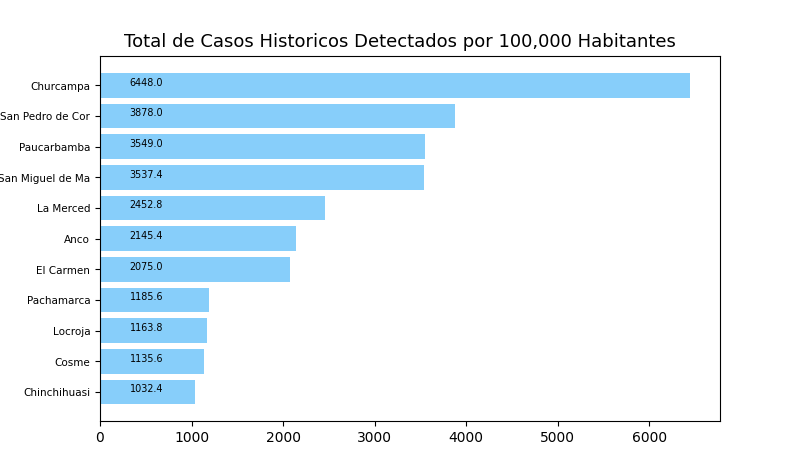 Total de Casos Historicos Detectados por 100,000 Habitantes
Churcampa 6448.0
San Pedro de Cor 3878.0
Paucarbamba 3549.0
San Miguel de Ma 3537.4
La Merced 2452.8
Anco 2145.4
El Carmen 2075.0
Pachamarca 1185.6
Locroja 1163.8
Cosme 1135.6
Chinchihuasi 1032.4
0 1000 2000 3000 4000 5000 6000